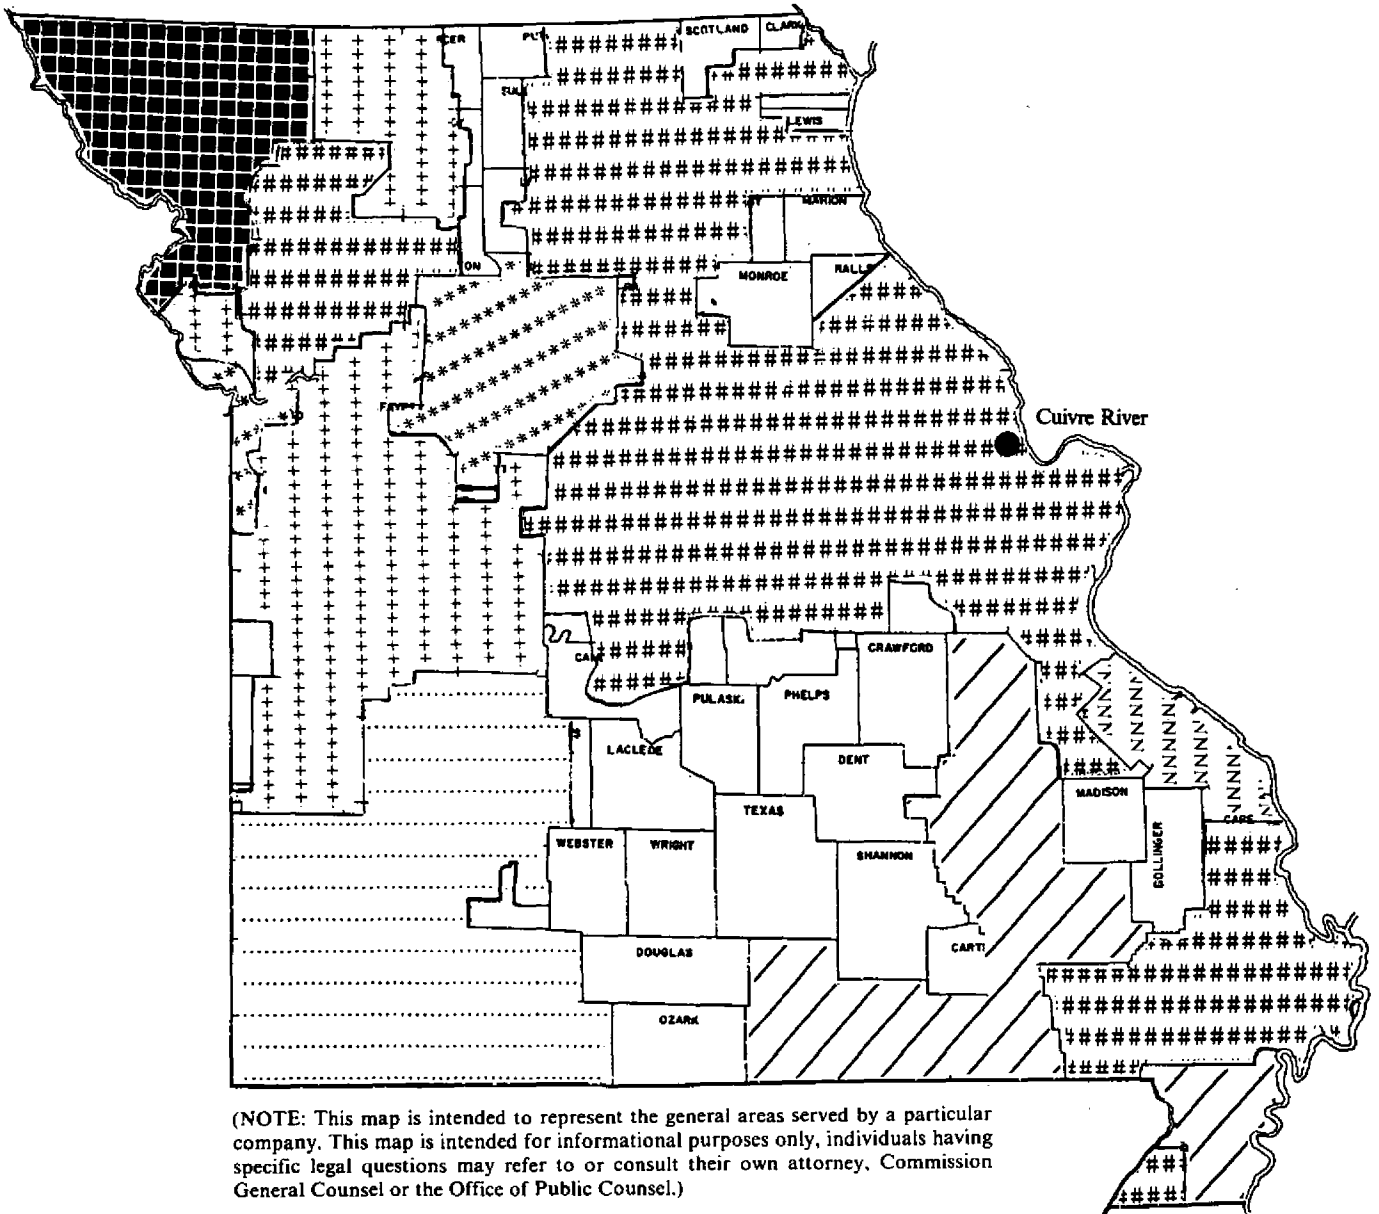 SCOTLAND
CLARK
LEWIS
MARION
MONROE
RALLS
Cuivre River
CRAWFORD
PHELPS
LACLEDE
DENT
MADISON
TEXAS
WEBSTER
WRIGHT
SHANNON
BOLLINGER
CAPE
DOUGLAS
OZARK
(NOTE: This map is intended to represent the general areas served by a particular
company. This map is intended for informational purposes only, individuals having
specific legal questions may refer to or consult their own attorney, Commission
General Counsel or the Office of Public Counsel.)